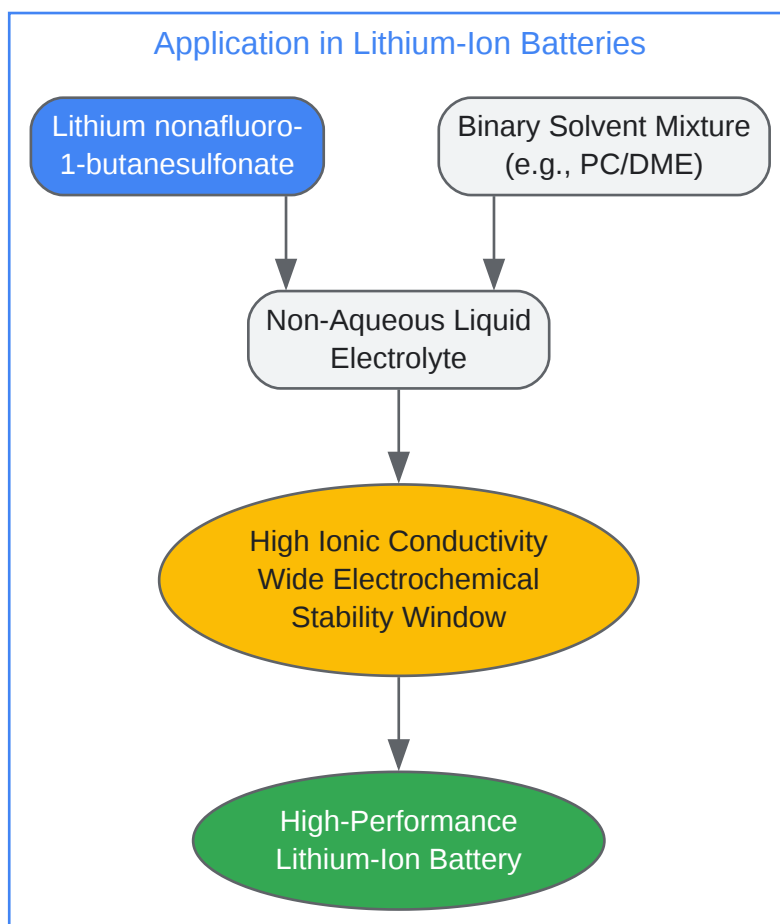 Application in Lithium-Ion Batteries
Lithium nonafluoro-
1-butanesulfonate
Binary Solvent Mixture
(e.g., PC/DME)
Non-Aqueous Liquid
Electrolyte
High Ionic Conductivity
Wide Electrochemical
Stability Window
High-Performance
Lithium-Ion Battery